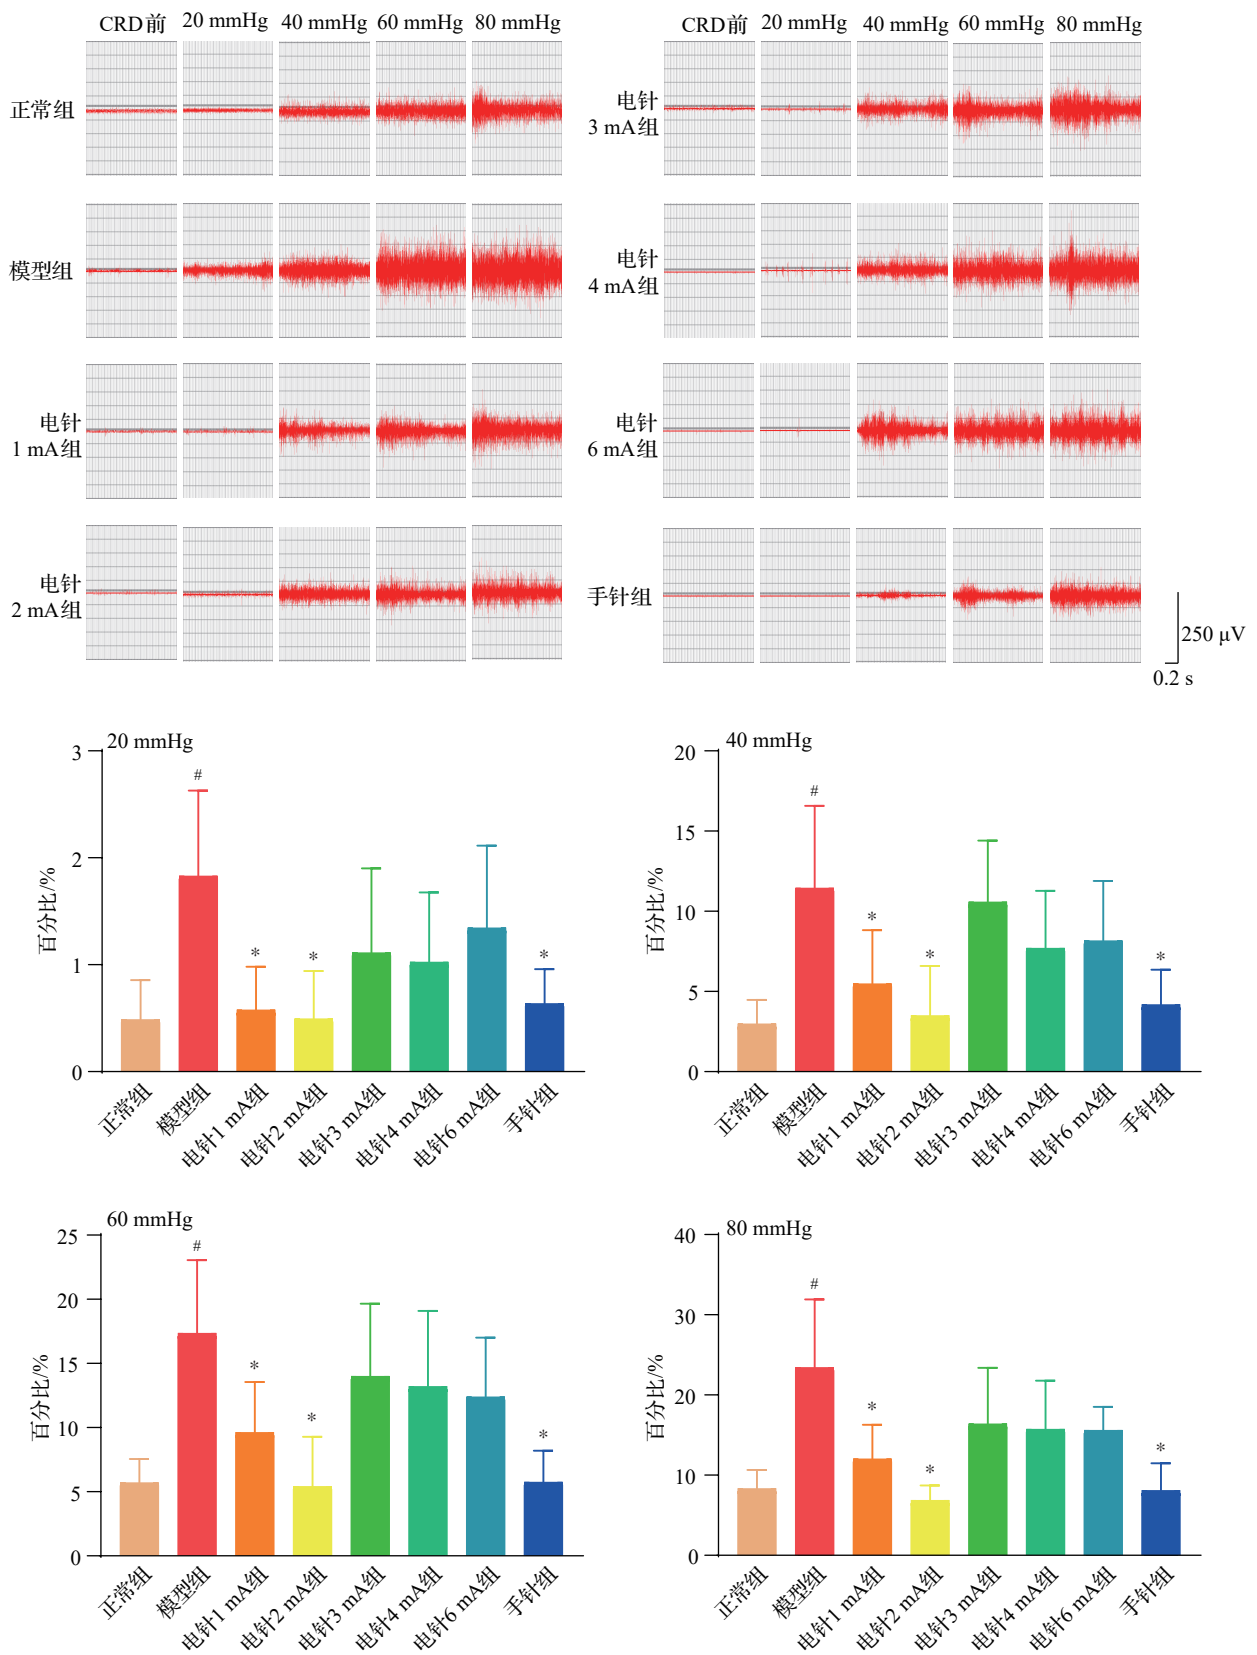 CRD前 20 mmHg 40 mmHg 60 mmHg 80 mmHg
正常组
模型组
电针
1 mA组
电针
2 mA组
CRD前 20 mmHg 40 mmHg 60 mmHg 80 mmHg
电针
3 mA组
电针
4 mA组
电针
6 mA组
手针组
250 μV
0.2 s
20 mmHg
百分比/%
3
2
1
0
#
*
*
*
正常组
模型组
电针1 mA组
电针2 mA组
电针3 mA组
电针4 mA组
电针6 mA组
手针组
40 mmHg
百分比/%
20
15
10
5
0
#
*
*
*
正常组
模型组
电针1 mA组
电针2 mA组
电针3 mA组
电针4 mA组
电针6 mA组
手针组
60 mmHg
百分比/%
25
20
15
10
5
0
#
*
*
*
正常组
模型组
电针1 mA组
电针2 mA组
电针3 mA组
电针4 mA组
电针6 mA组
手针组
80 mmHg
百分比/%
40
30
20
10
0
#
*
*
*
正常组
模型组
电针1 mA组
电针2 mA组
电针3 mA组
电针4 mA组
电针6 mA组
手针组